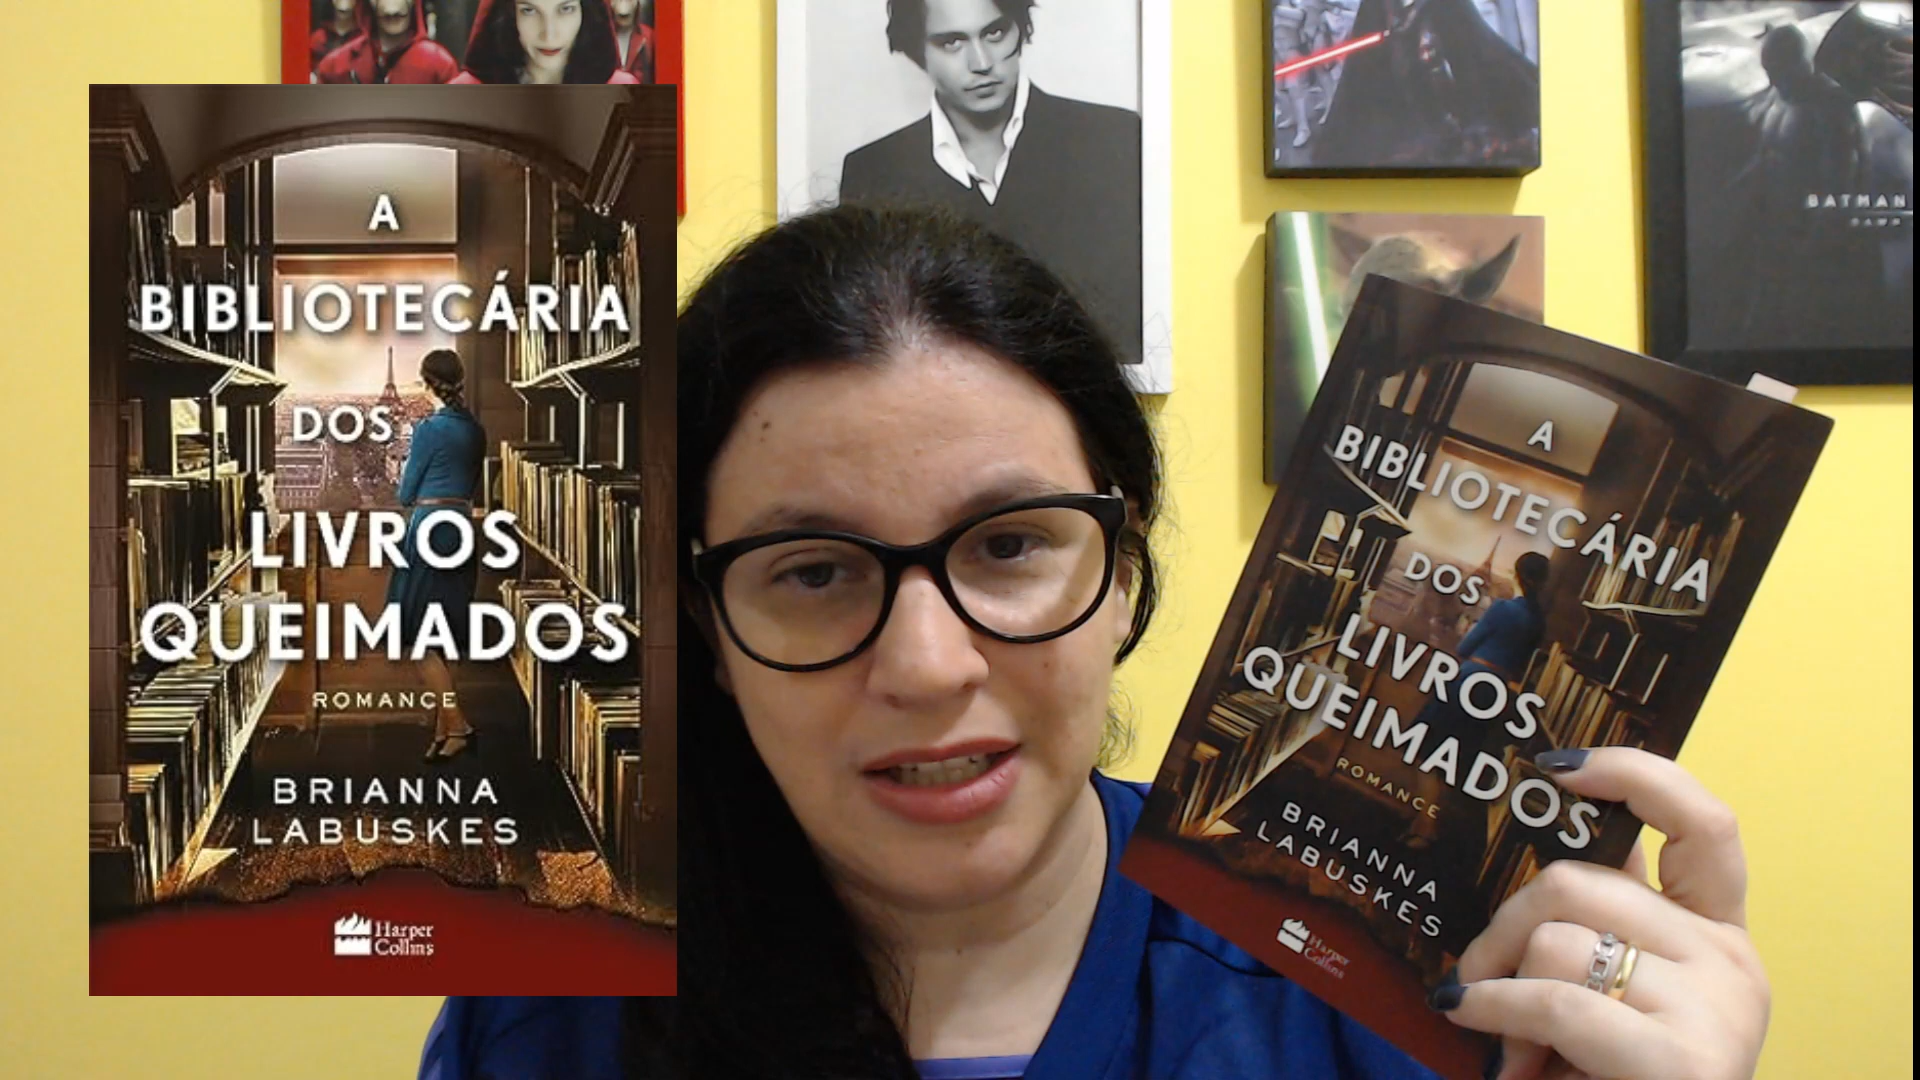 A
BIBLIOTECÁRIA
DOS
LIVROS
QUEIMADOS
ROMANCE
BRIANNA
LABUSKES
Harper
Collins
BATMAN
A
BIBLIOTECÁRIA
DOS
LIVROS
QUEIMADOS
ROMANCE
BRIANNA
LABUSKES
Harper
Collins